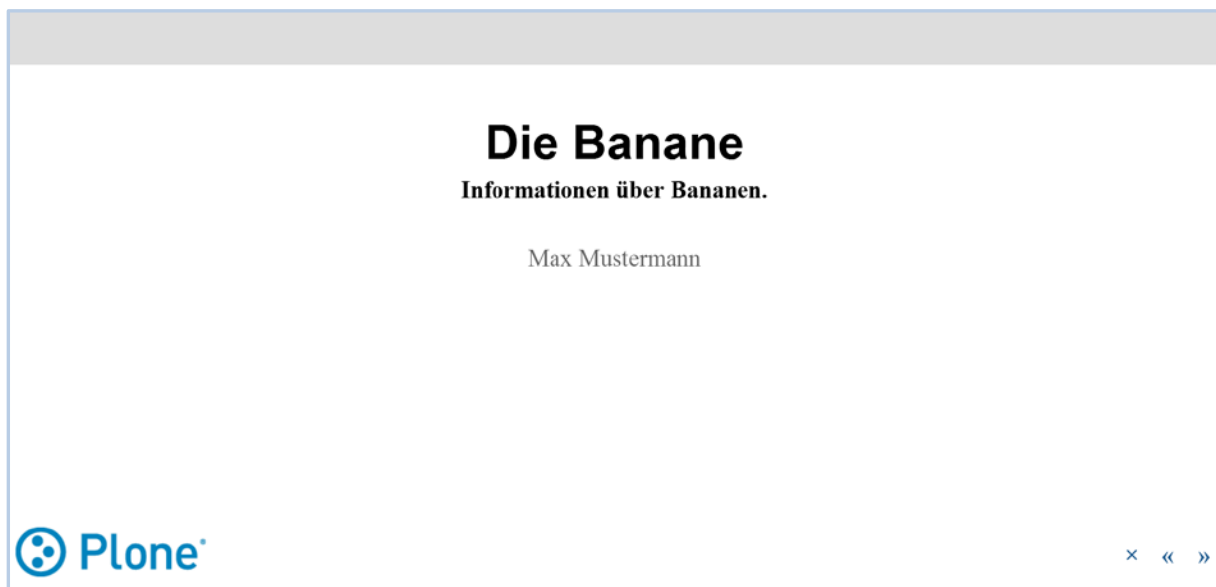 Die Banane
Informationen über Bananen.
Max Mustermann
Plone®
× « »